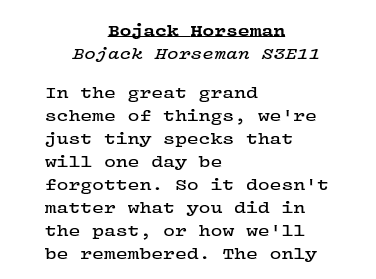 Bojack Horseman
Bojack Horseman S3E11
In the great grand
scheme of things, we're
just tiny specks that
will one day be
forgotten. So it doesn't
matter what you did in
the past, or how we'll
be remembered. The only